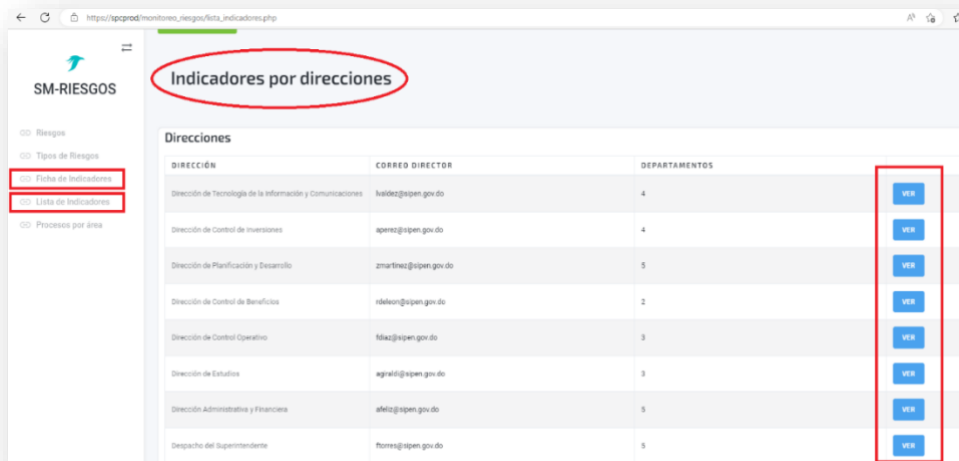 https://spcprod/monitoreo_riesgos/lista_indicadores.php
SM-RIESGOS
Riesgos
Tipos de Riesgos
Ficha de Indicadores
Lista de Indicadores
Procesos por área
Indicadores por direcciones
Direcciones
DIRECCIÓN CORREO DIRECTOR DEPARTAMENTOS
Dirección de Tecnología de la Información y Comunicaciones lvaldez@sipen.gov.do 4 VER
Dirección de Control de Inversiones aperez@sipen.gov.do 4 VER
Dirección de Planificación y Desarrollo zmartinez@sipen.gov.do 5 VER
Dirección de Control de Beneficios rdeleon@sipen.gov.do 2 VER
Dirección de Control Operativo fdiaz@sipen.gov.do 3 VER
Dirección de Estudios agiraldi@sipen.gov.do 3 VER
Dirección Administrativa y Financiera afeliz@sipen.gov.do 5 VER
Despacho del Superintendente ftorres@sipen.gov.do 5 VER